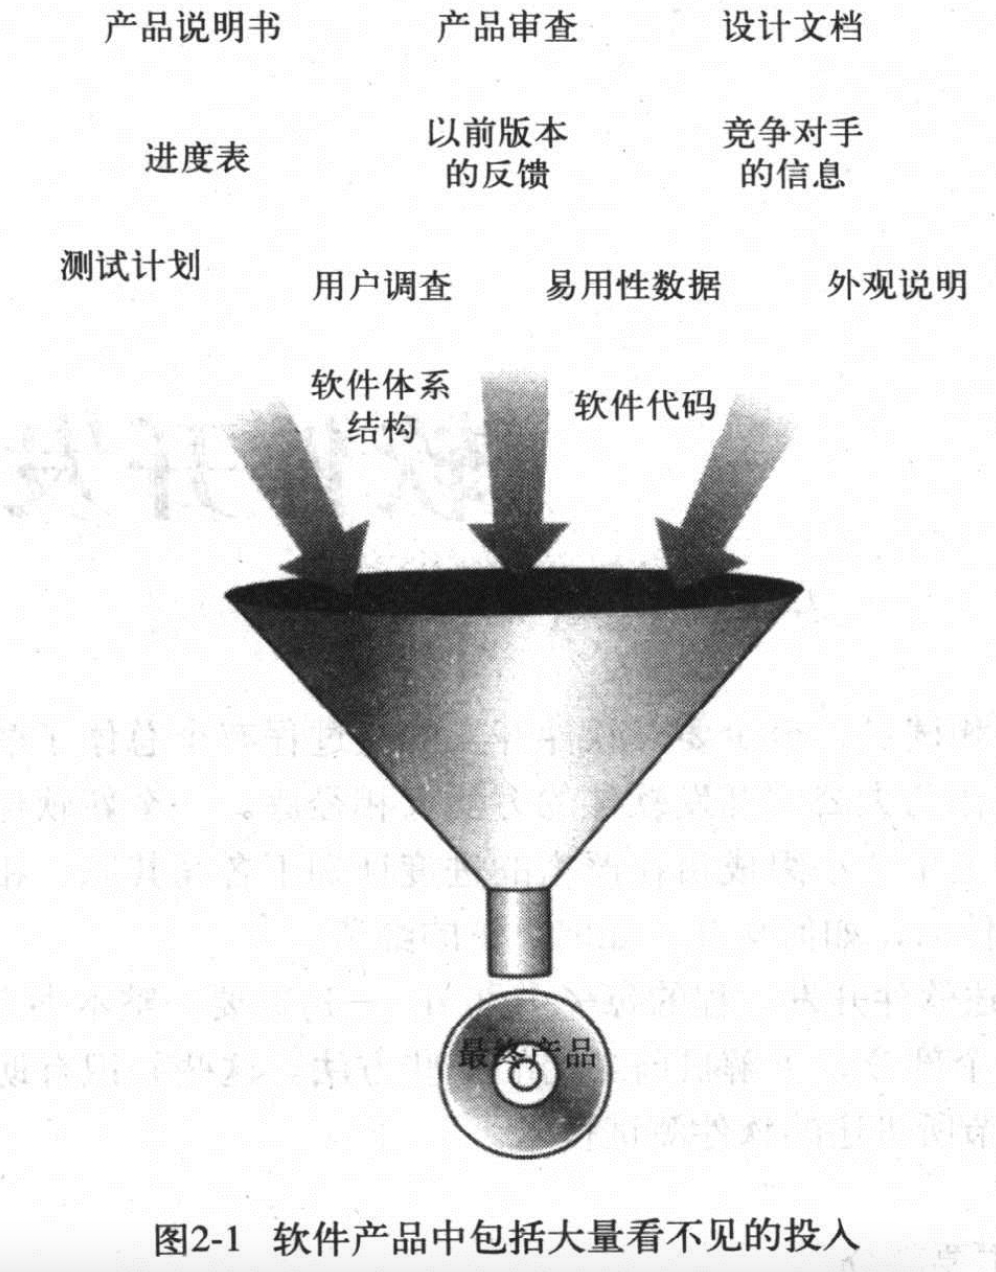 产品说明书 产品审查 设计文档
进度表
以前版本
的反馈
竞争对手
的信息
测试计划
用户调查 易用性数据 外观说明
软件体系
结构
软件代码
最终产品
图2-1 软件产品中包括大量看不见的投入